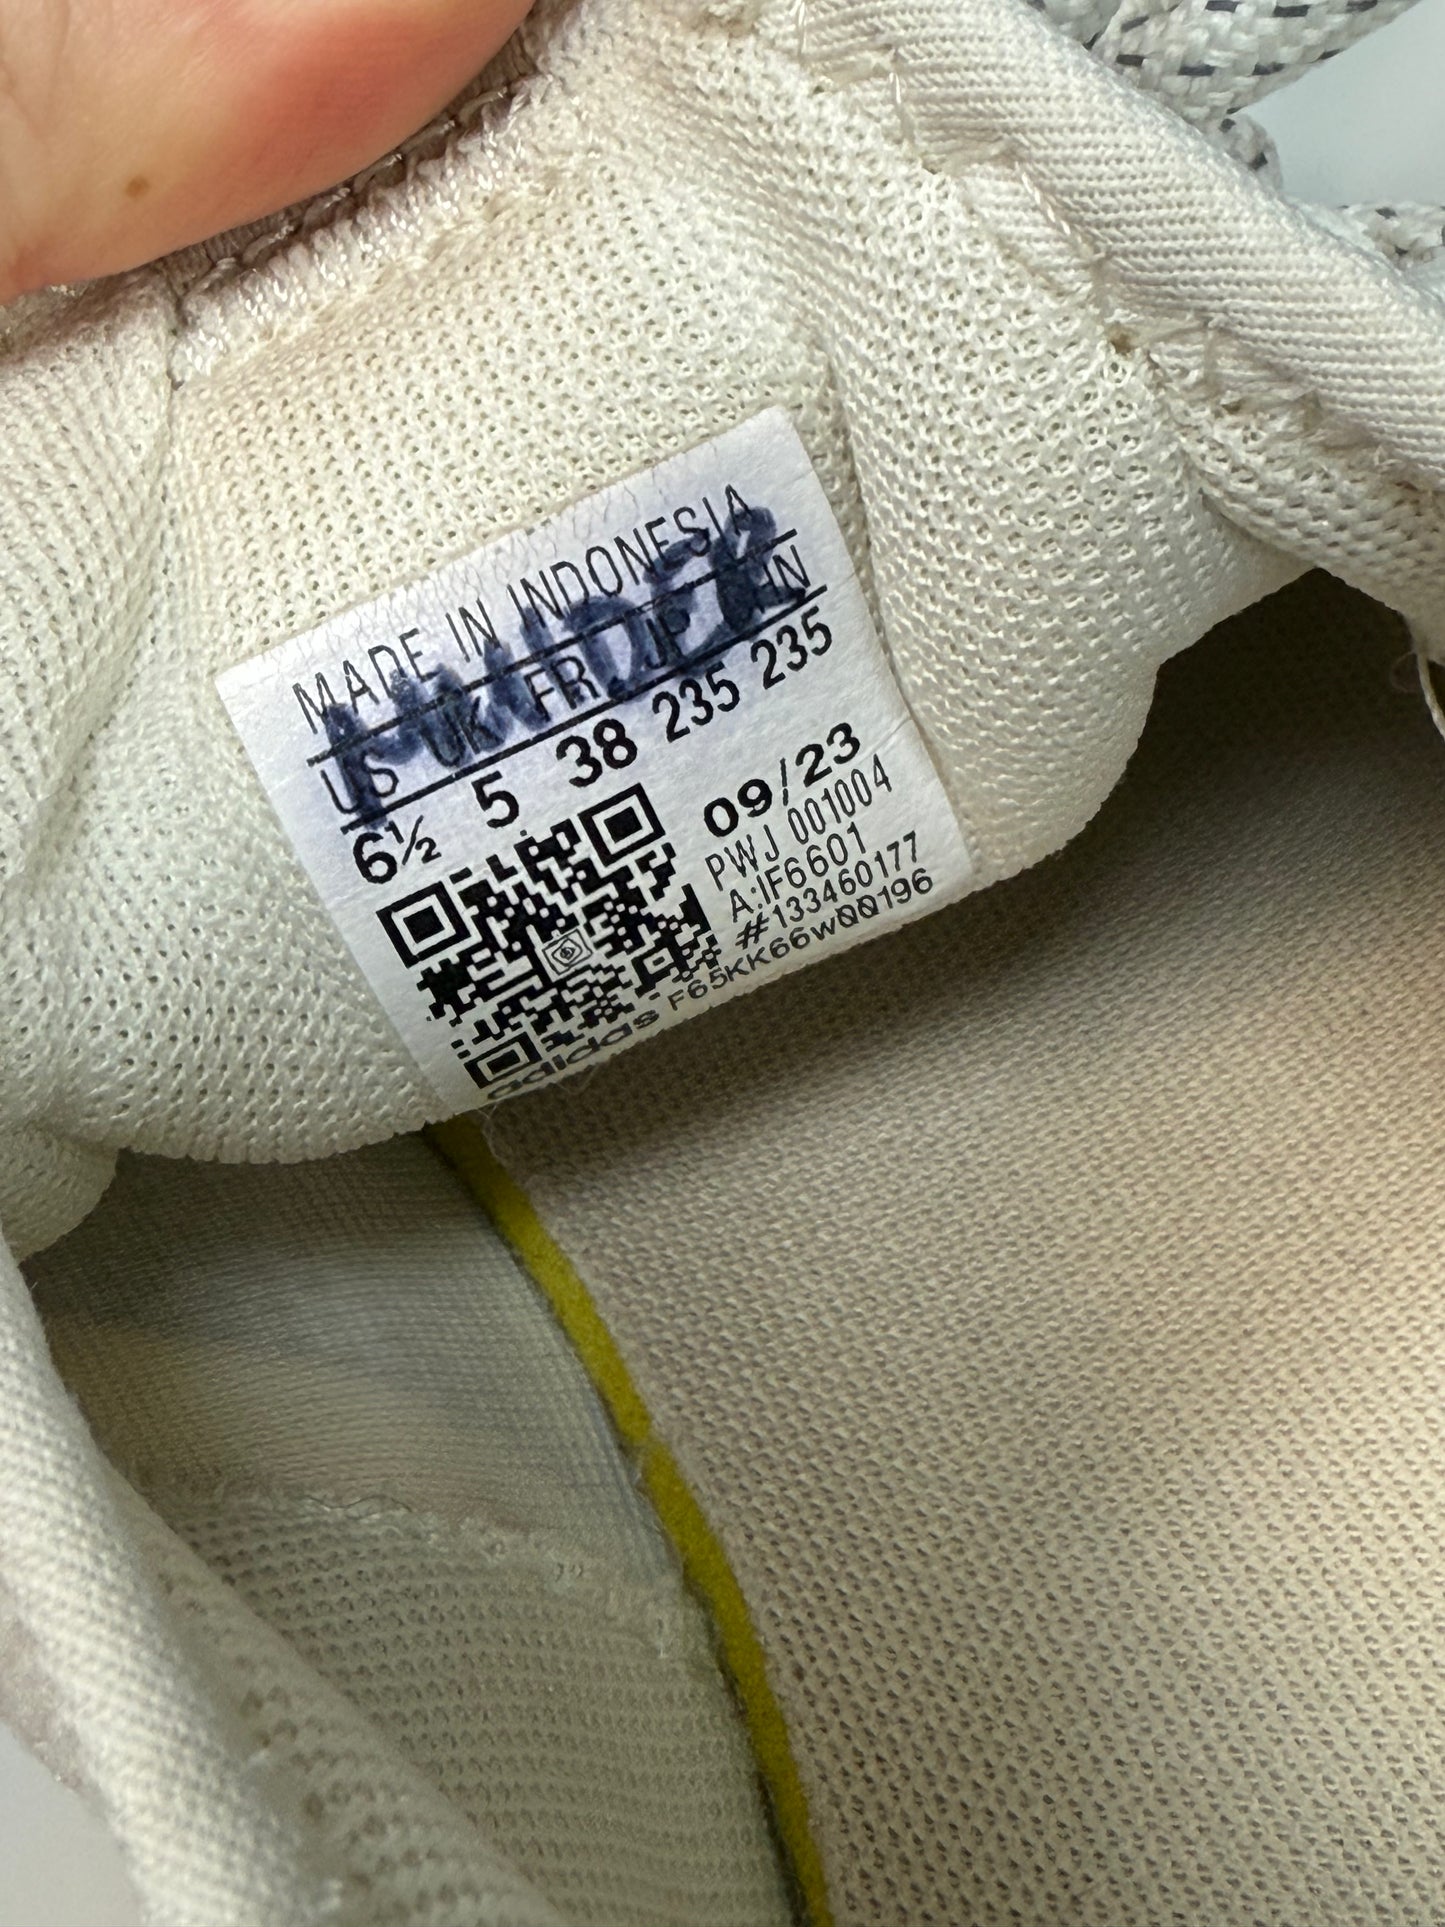 MADE IN INDONESIA
US UK FR JP CHN
6½ 5 38 235 235
09/23
PWJ 001004
A:IF6601
#133460177
adidas F65KK66WQQ196